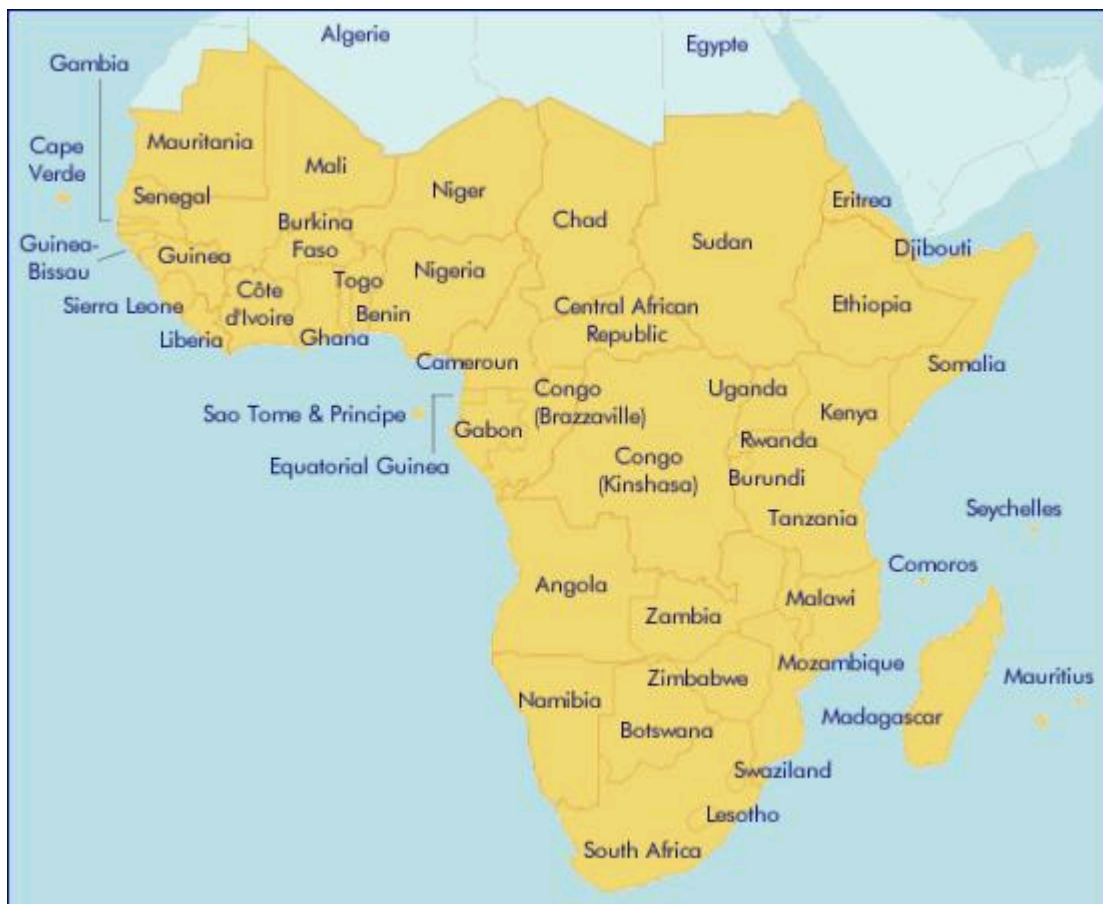 Algerie
Egypte
Gambia
Mauritania
Cape
Verde
Mali
Niger
Senegal
Eritrea
Burkina
Faso
Chad
Sudan
Guinea-
Bissau
Guinea
Djibouti
Nigeria
Togo
Côte
d'Ivoire
Sierra Leone
Benin
Central African
Republic
Ethiopia
Liberia
Ghana
Cameroun
Somalia
Congo
(Brazzaville)
Uganda
Sao Tome & Principe
Kenya
Gabon
Rwanda
Equatorial Guinea
Congo
(Kinshasa)
Burundi
Tanzania
Seychelles
Comoros
Angola
Malawi
Zambia
Mozambique
Zimbabwe
Mauritius
Namibia
Madagascar
Botswana
Swaziland
Lesotho
South Africa